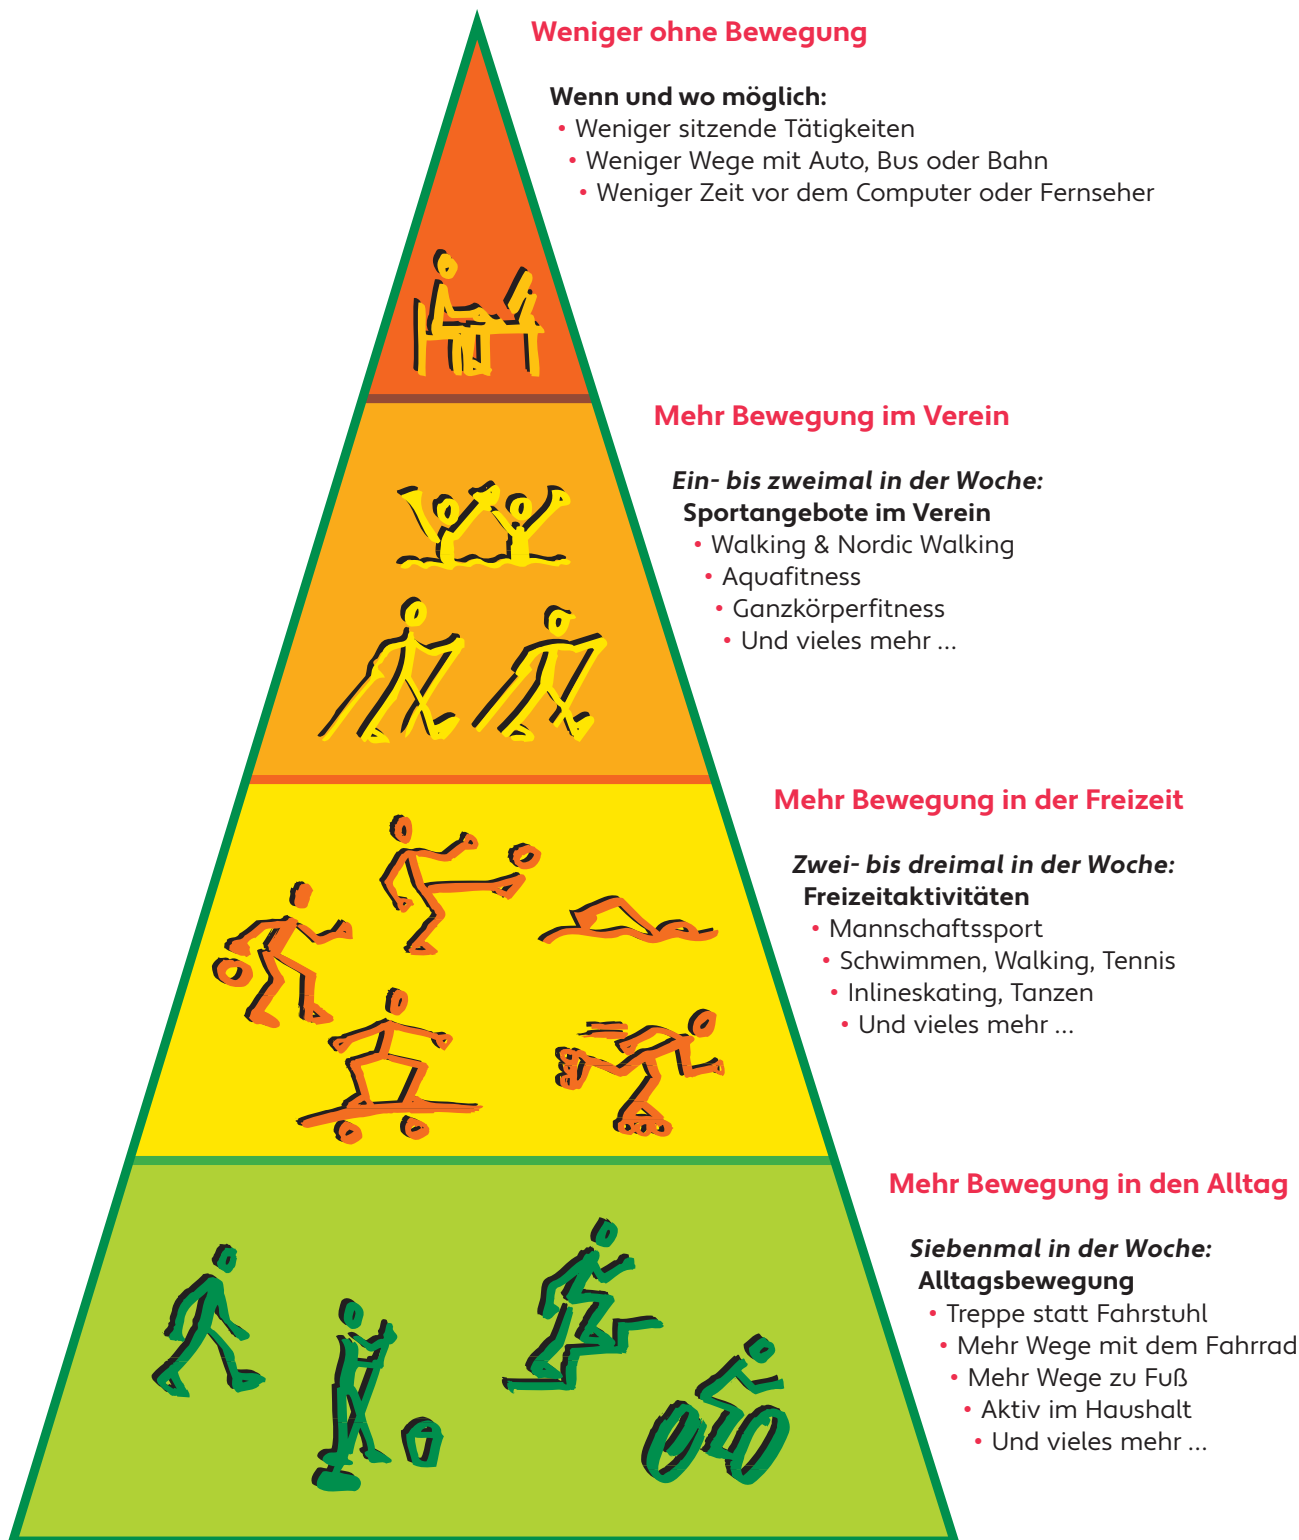 Weniger ohne Bewegung
Wenn und wo möglich:
• Weniger sitzende Tätigkeiten
• Weniger Wege mit Auto, Bus oder Bahn
• Weniger Zeit vor dem Computer oder Fernseher
Mehr Bewegung im Verein
Ein- bis zweimal in der Woche:
Sportangebote im Verein
• Walking & Nordic Walking
• Aquafitness
• Ganzkörperfitness
• Und vieles mehr ...
Mehr Bewegung in der Freizeit
Zwei- bis dreimal in der Woche:
Freizeitaktivitäten
• Mannschaftssport
• Schwimmen, Walking, Tennis
• Inlineskating, Tanzen
• Und vieles mehr ...
Mehr Bewegung in den Alltag
Siebenmal in der Woche:
Alltagsbewegung
• Treppe statt Fahrstuhl
• Mehr Wege mit dem Fahrrad
• Mehr Wege zu Fuß
• Aktiv im Haushalt
• Und vieles mehr ...